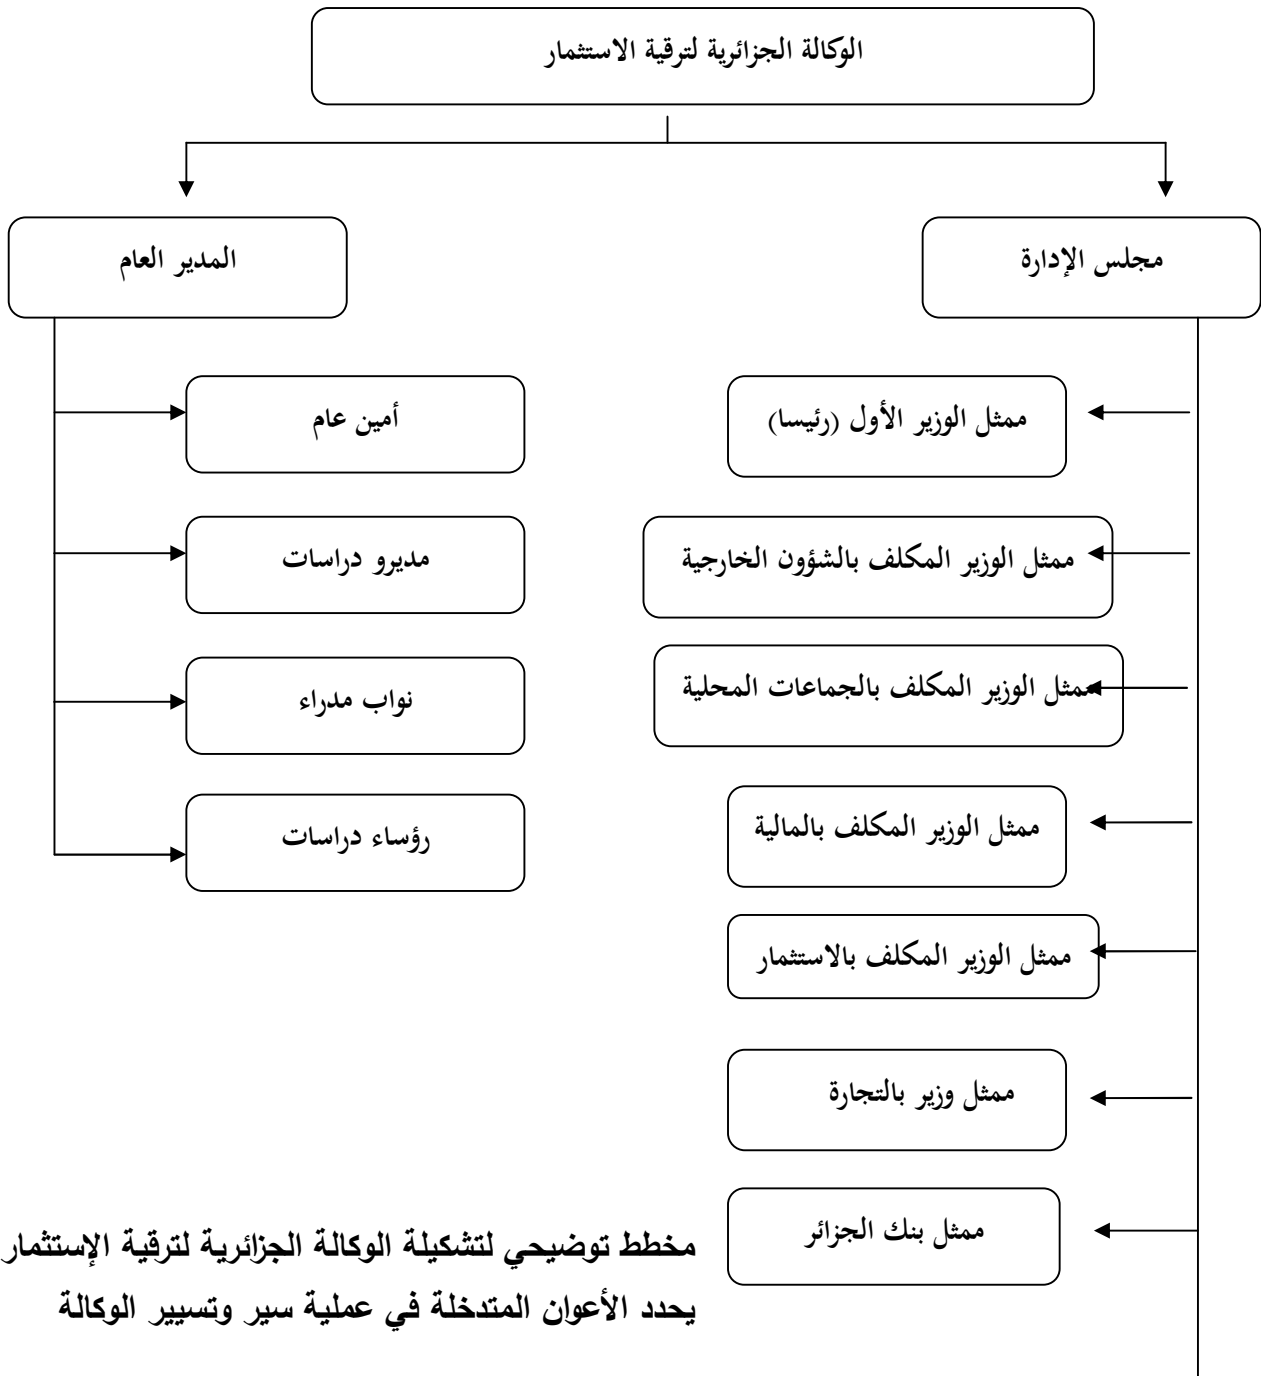 الوكالة الجزائرية لترقية الاستثمار
مجلس الإدارة
المدير العام
ممثل الوزير الأول (رئيسا)
أمين عام
ممثل الوزير المكلف بالشؤون الخارجية
مديرو دراسات
ممثل الوزير المكلف بالجماعات المحلية
نواب مدراء
ممثل الوزير المكلف بالمالية
رؤساء دراسات
ممثل الوزير المكلف بالاستثمار
ممثل وزير بالتجارة
ممثل بنك الجزائر
مخطط توضيحي لتشكيلة الوكالة الجزائرية لترقية الإستثمار
يحدد الأعوان المتدخلة في عملية سير وتسيير الوكالة